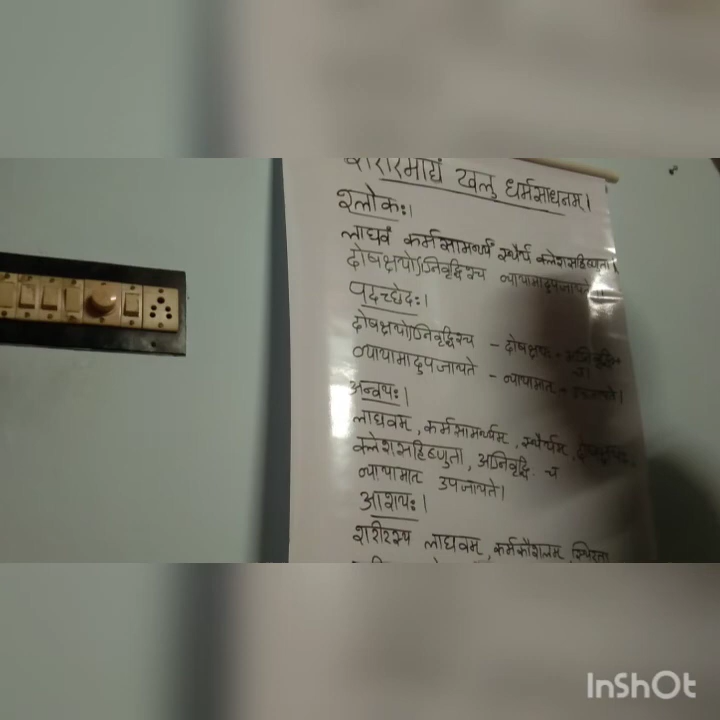 शरीरमाद्यं खलु धर्मसाधनम्।
श्लोकः।
लाघवं कर्मसामर्थ्यं स्थैर्यं क्लेशसहिष्णुता।
दोषक्षयोऽग्निवृद्धिश्च व्यायामादुपजायते॥
पदच्छेदः।
दोषक्षयोऽग्निवृद्धिश्च - दोषक्षयः + अग्निवृद्धिः +
च।
व्यायामादुपजायते - व्यायामात् + उपजायते।
अन्वयः।
लाघवम्, कर्मसामर्थ्यम्, स्थैर्यम्,
क्लेशसहिष्णुता, अग्निवृद्धि च
व्यायामात् उपजायते।
आशयः।
शरीरस्य लाघवम्, कर्मकौशलम्, स्थिरता
InShOt